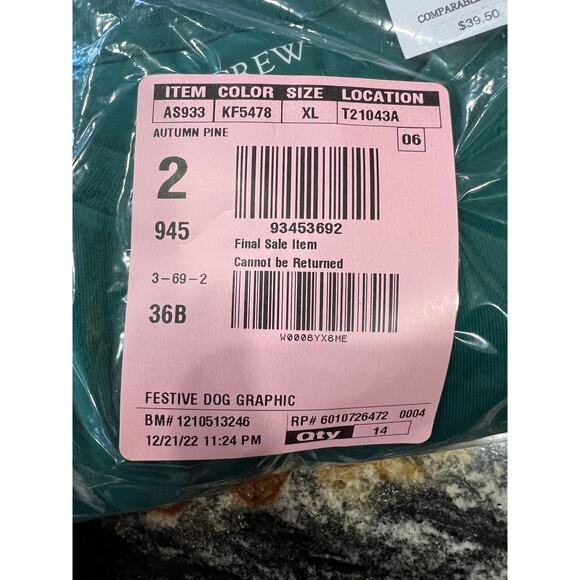 COMPARABLE
$39.50
CREW
ITEM COLOR SIZE LOCATION
AS933 KF5478 XL T21043A
AUTUMN PINE 06
2
945
93453692
Final Sale Item
Cannot be Returned
3-69-2
36B
W0008YX8ME
FESTIVE DOG GRAPHIC
BM# 1210513246 RP# 6010726472 0004
12/21/22 11:24 PM Qty 14